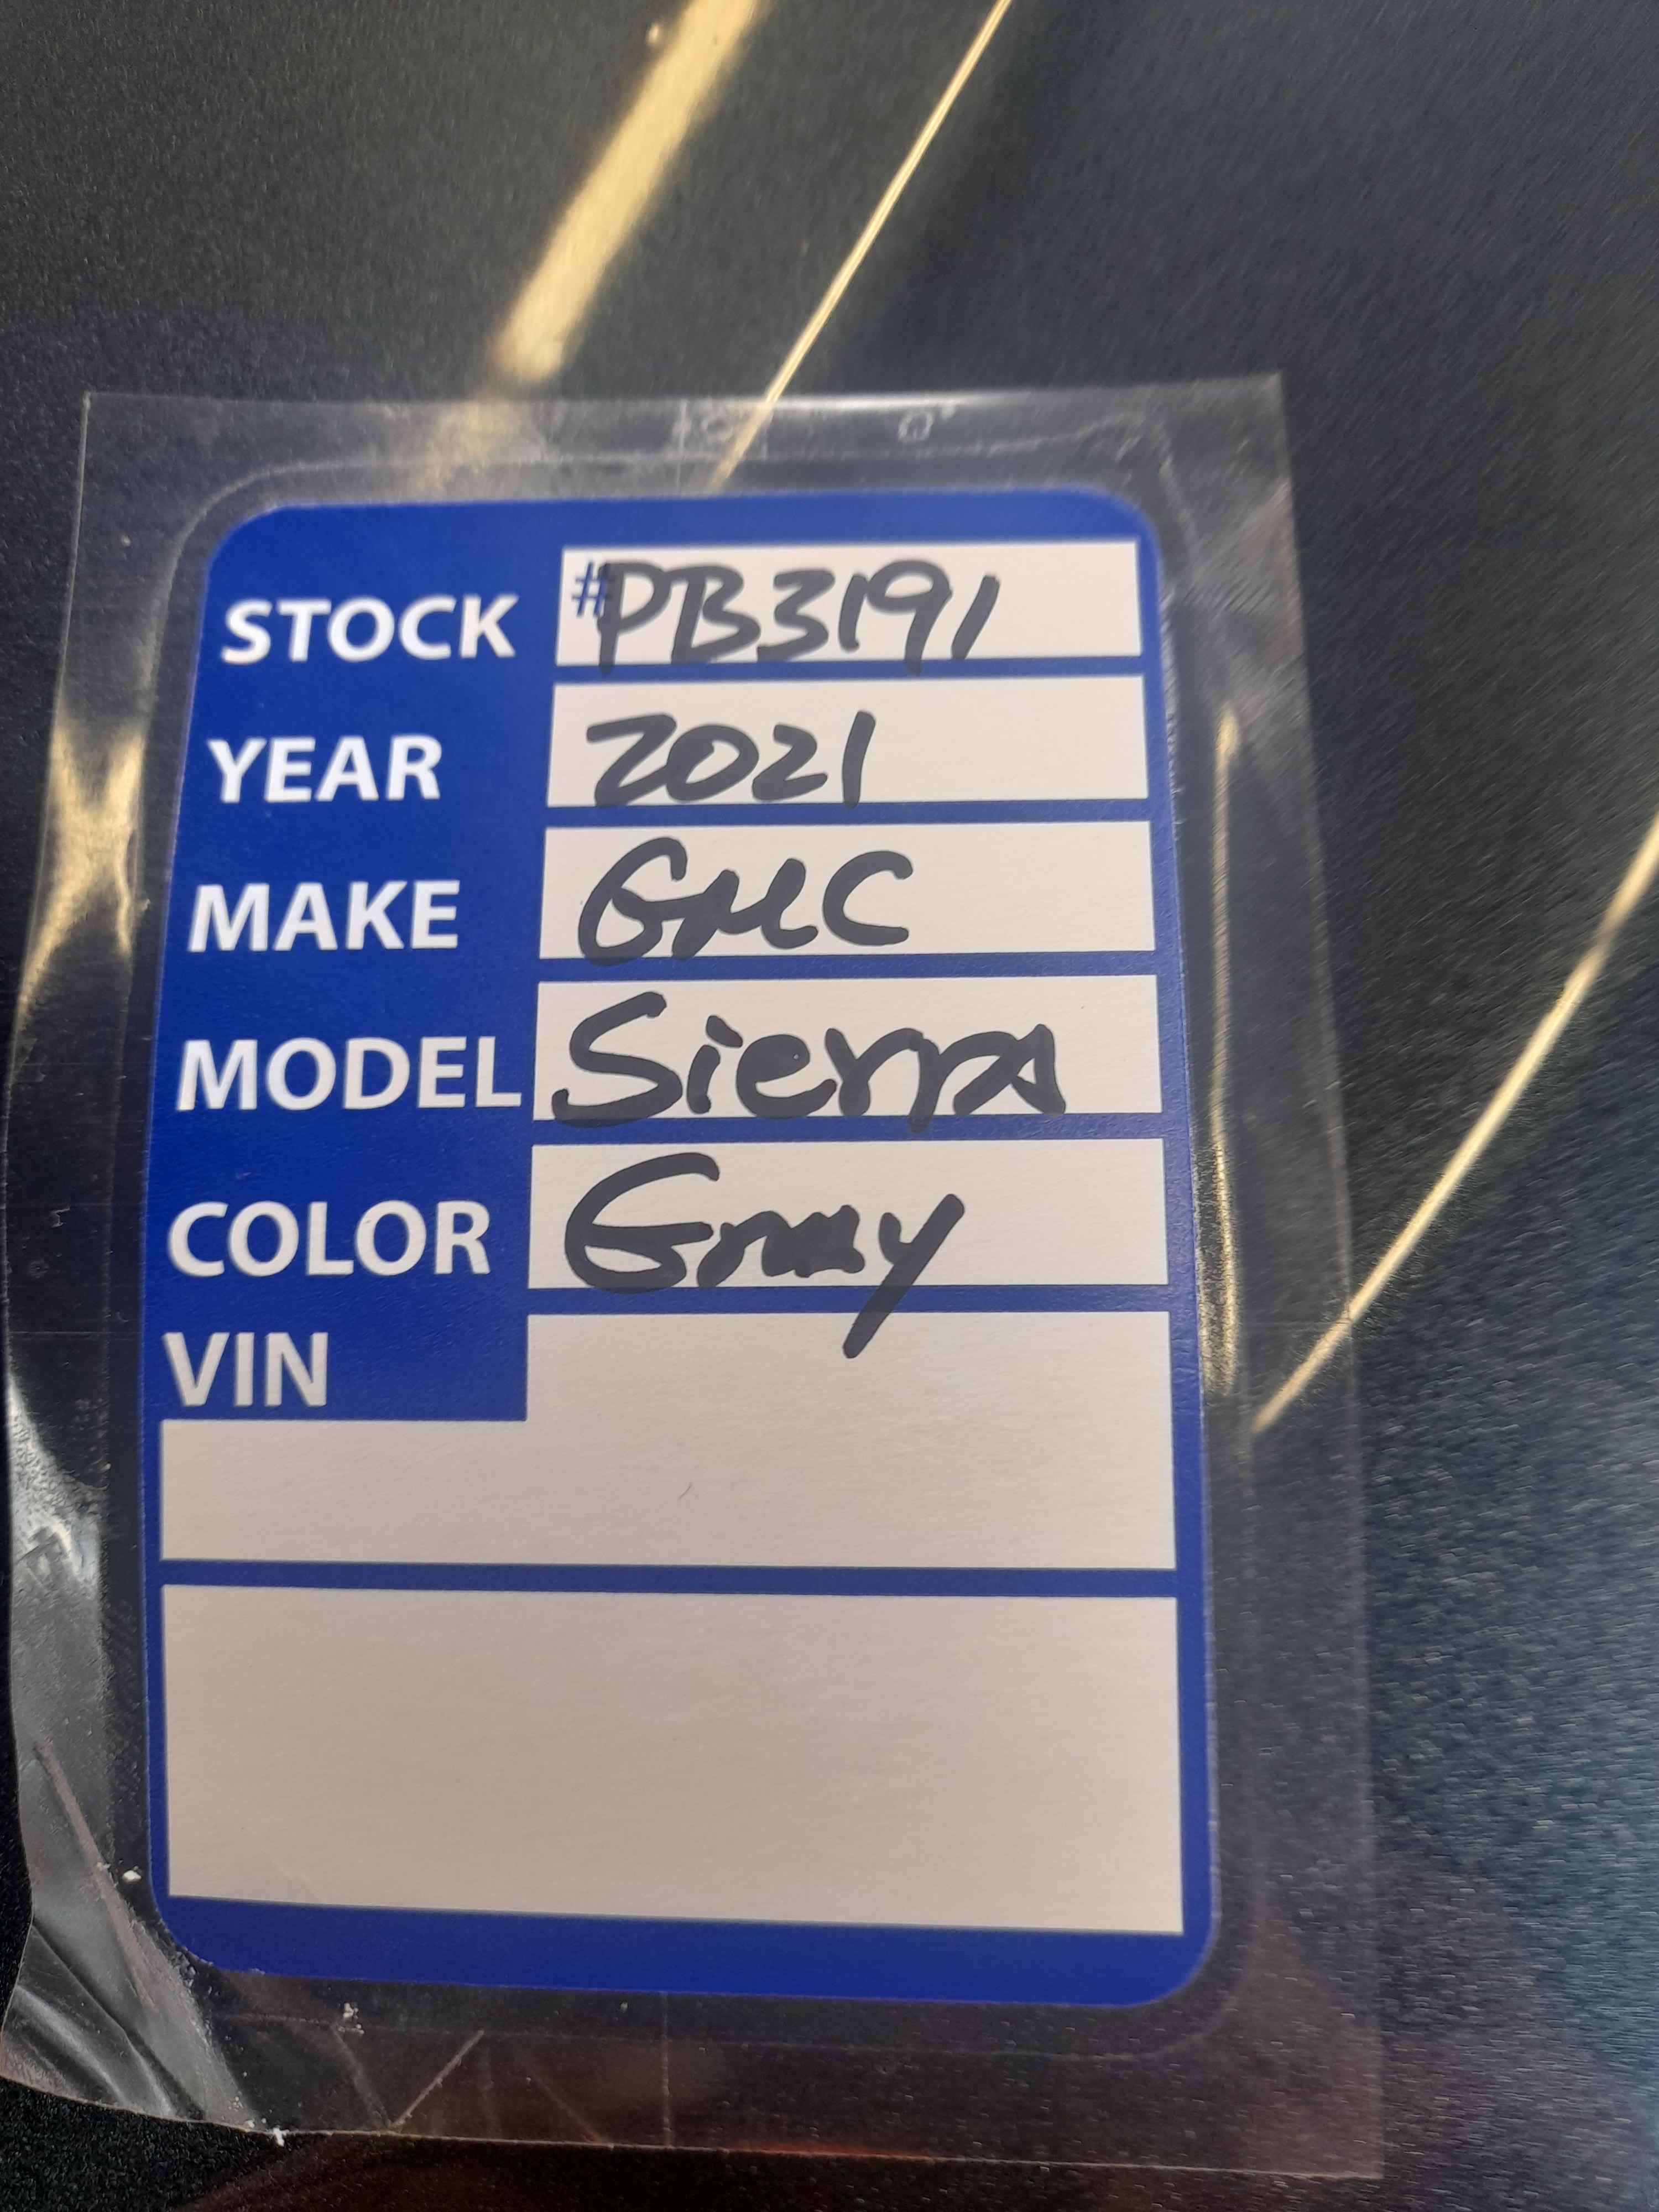 STOCK #PB3191
YEAR 2021
MAKE GMC
MODEL Sierra
COLOR Gray
VIN